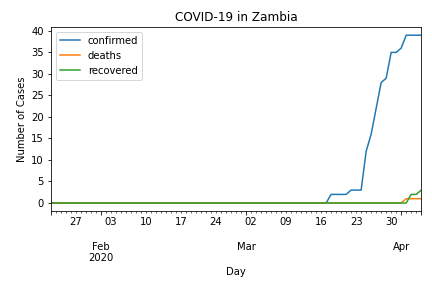 COVID-19 in Zambia
confirmed
deaths
recovered
Number of Cases
40
35
30
25
20
15
10
5
0
27 03 10 17 24 02 09 16 23 30
Feb Mar Apr
2020
Day